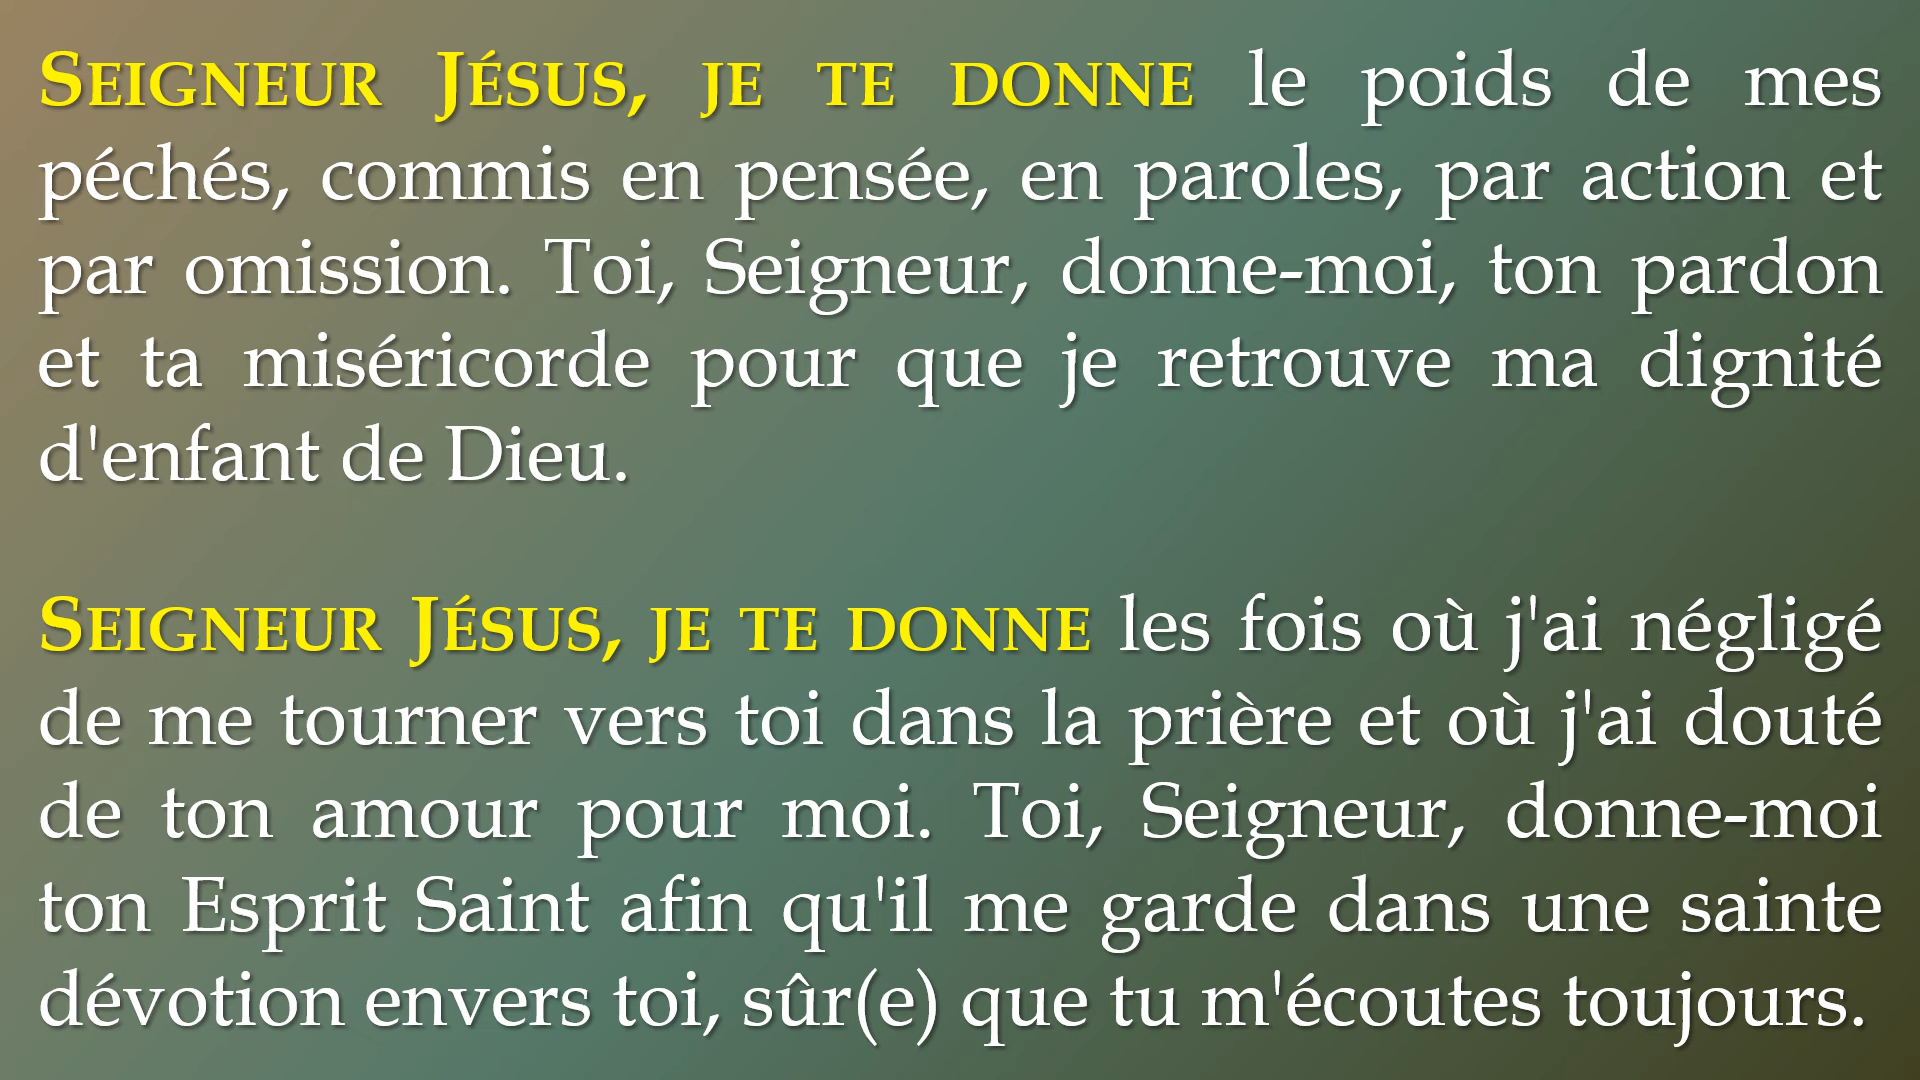 SEIGNEUR JÉSUS, JE TE DONNE le poids de mes
péchés, commis en pensée, en paroles, par action et
par omission. Toi, Seigneur, donne-moi, ton pardon
et ta miséricorde pour que je retrouve ma dignité
d'enfant de Dieu.
SEIGNEUR JÉSUS, JE TE DONNE les fois où j'ai négligé
de me tourner vers toi dans la prière et où j'ai douté
de ton amour pour moi. Toi, Seigneur, donne-moi
ton Esprit Saint afin qu'il me garde dans une sainte
dévotion envers toi, sûr(e) que tu m'écoutes toujours.